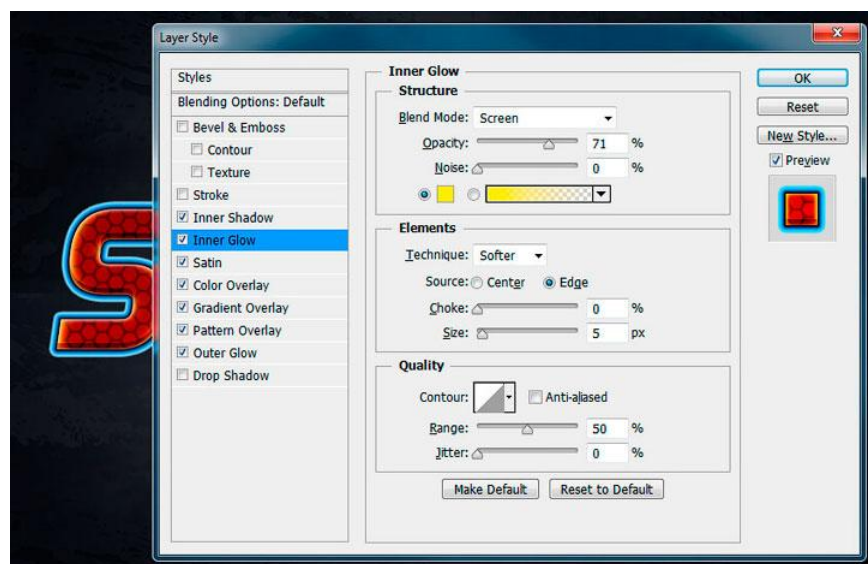 Layer Style
Styles
Blending Options: Default
Bevel & Emboss
Contour
Texture
Stroke
Inner Shadow
Inner Glow
Satin
Color Overlay
Gradient Overlay
Pattern Overlay
Outer Glow
Drop Shadow
Inner Glow
Structure
Blend Mode: Screen
Opacity: 71 %
Noise: 0 %
Elements
Technique: Softer
Source: Center Edge
Choke: 0 %
Size: 5 px
Quality
Contour: Anti-aliased
Range: 50 %
Jitter: 0 %
Make Default Reset to Default
OK
Reset
New Style...
Preview
S